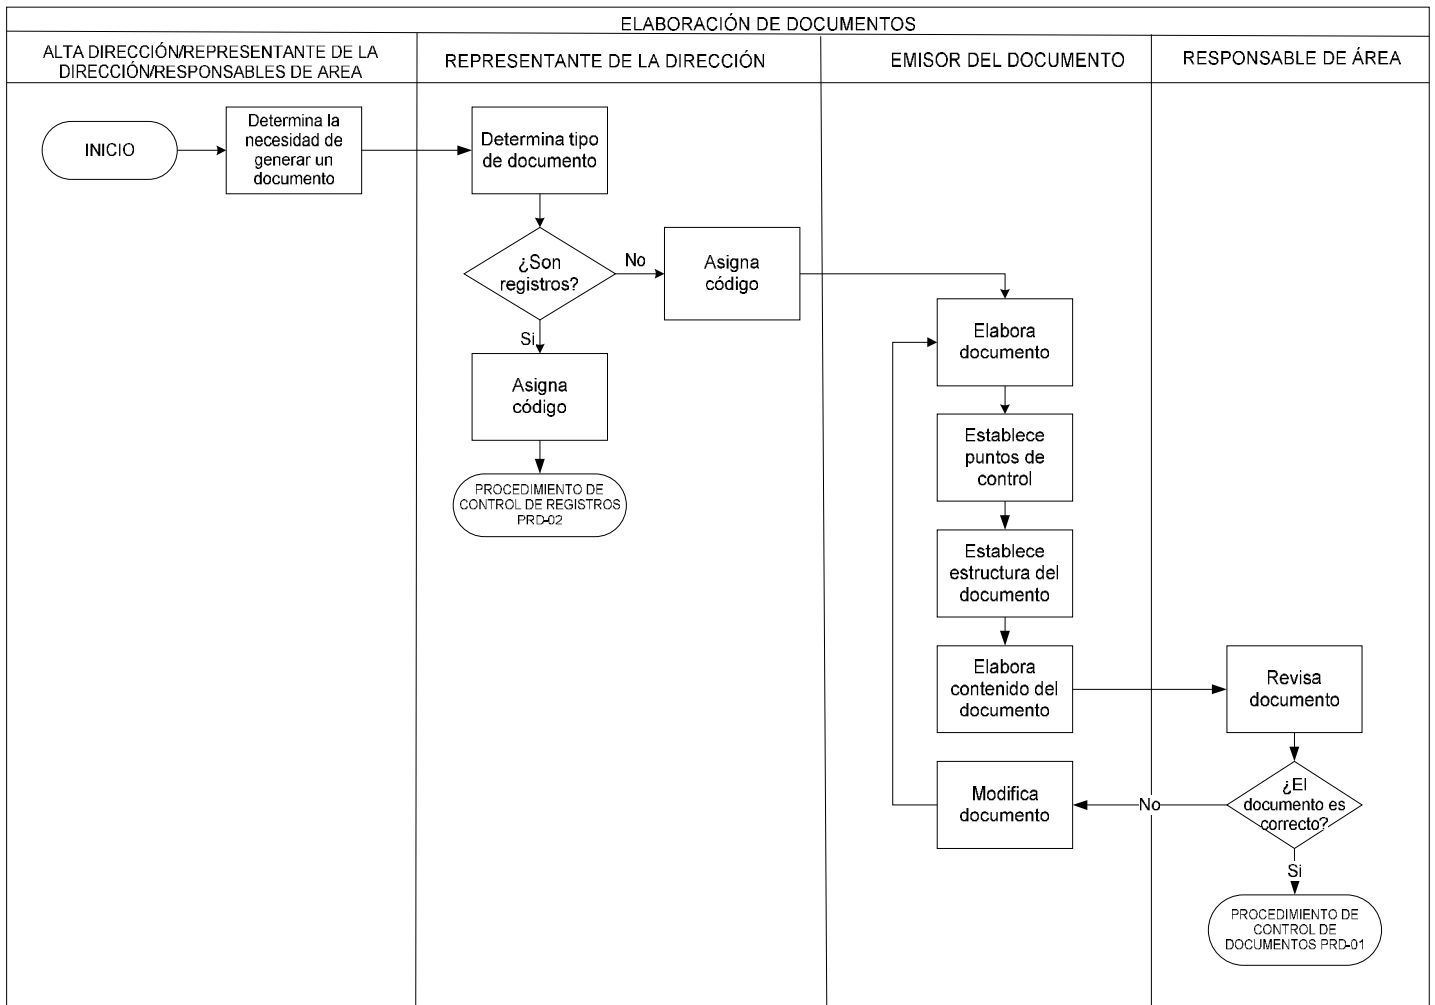 ELABORACIÓN DE DOCUMENTOS
ALTA DIRECCIÓN/REPRESENTANTE DE LA
DIRECCIÓN/RESPONSABLES DE AREA
REPRESENTANTE DE LA DIRECCIÓN
EMISOR DEL DOCUMENTO
RESPONSABLE DE ÁREA
INICIO
Determina la
necesidad de
generar un
documento
Determina tipo
de documento
¿Son
registros?
No
Asigna
código
Si
Asigna
código
PROCEDIMIENTO DE
CONTROL DE REGISTROS
PRD-02
Elabora
documento
Establece
puntos de
control
Establece
estructura del
documento
Elabora
contenido del
documento
Revisa
documento
¿El
documento es
correcto?
No
Modifica
documento
Si
PROCEDIMIENTO DE
CONTROL DE
DOCUMENTOS PRD-01